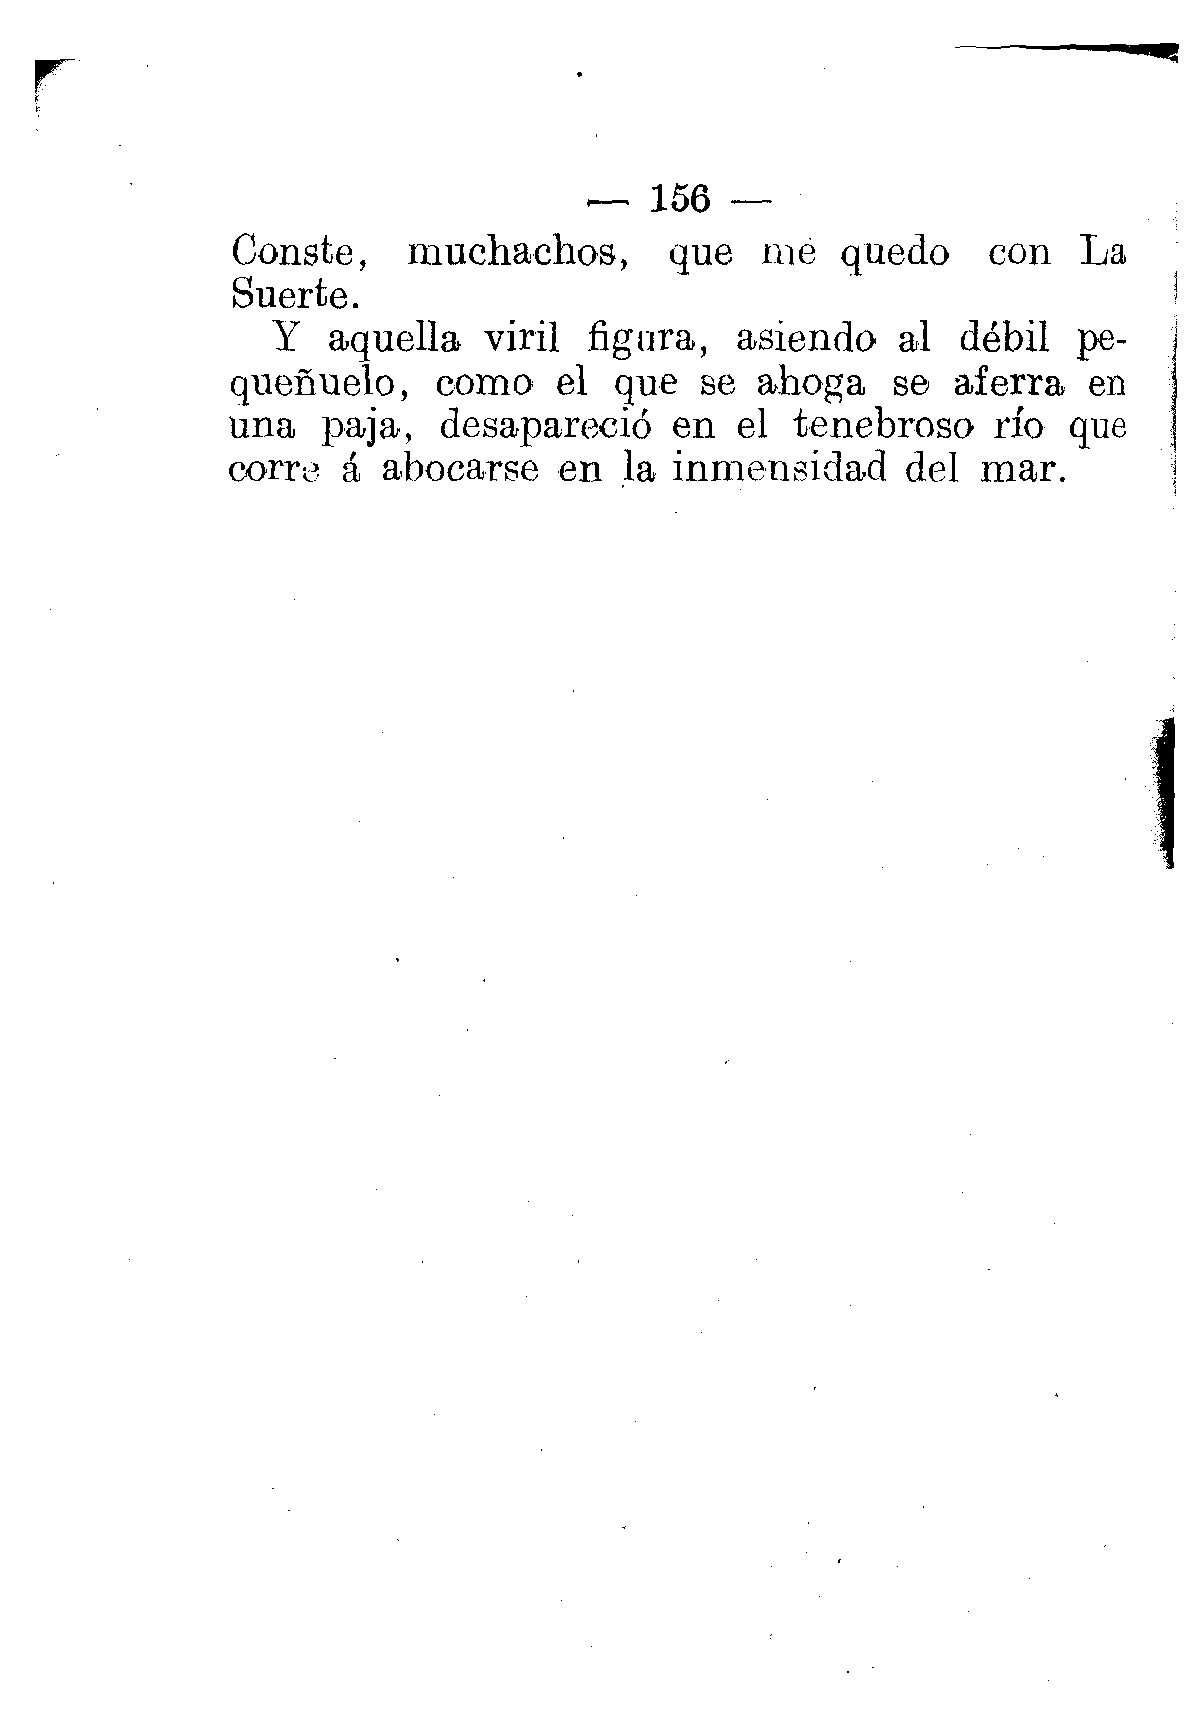 — 156 —
Conste, muchachos, que me quedo con La
Suerte.
Y aquella viril figura, asiendo al débil pe-
queñuelo, como el que se ahoga se aferra en
una paja, desapareció en el tenebroso río que
corre á abocarse en la inmensidad del mar.